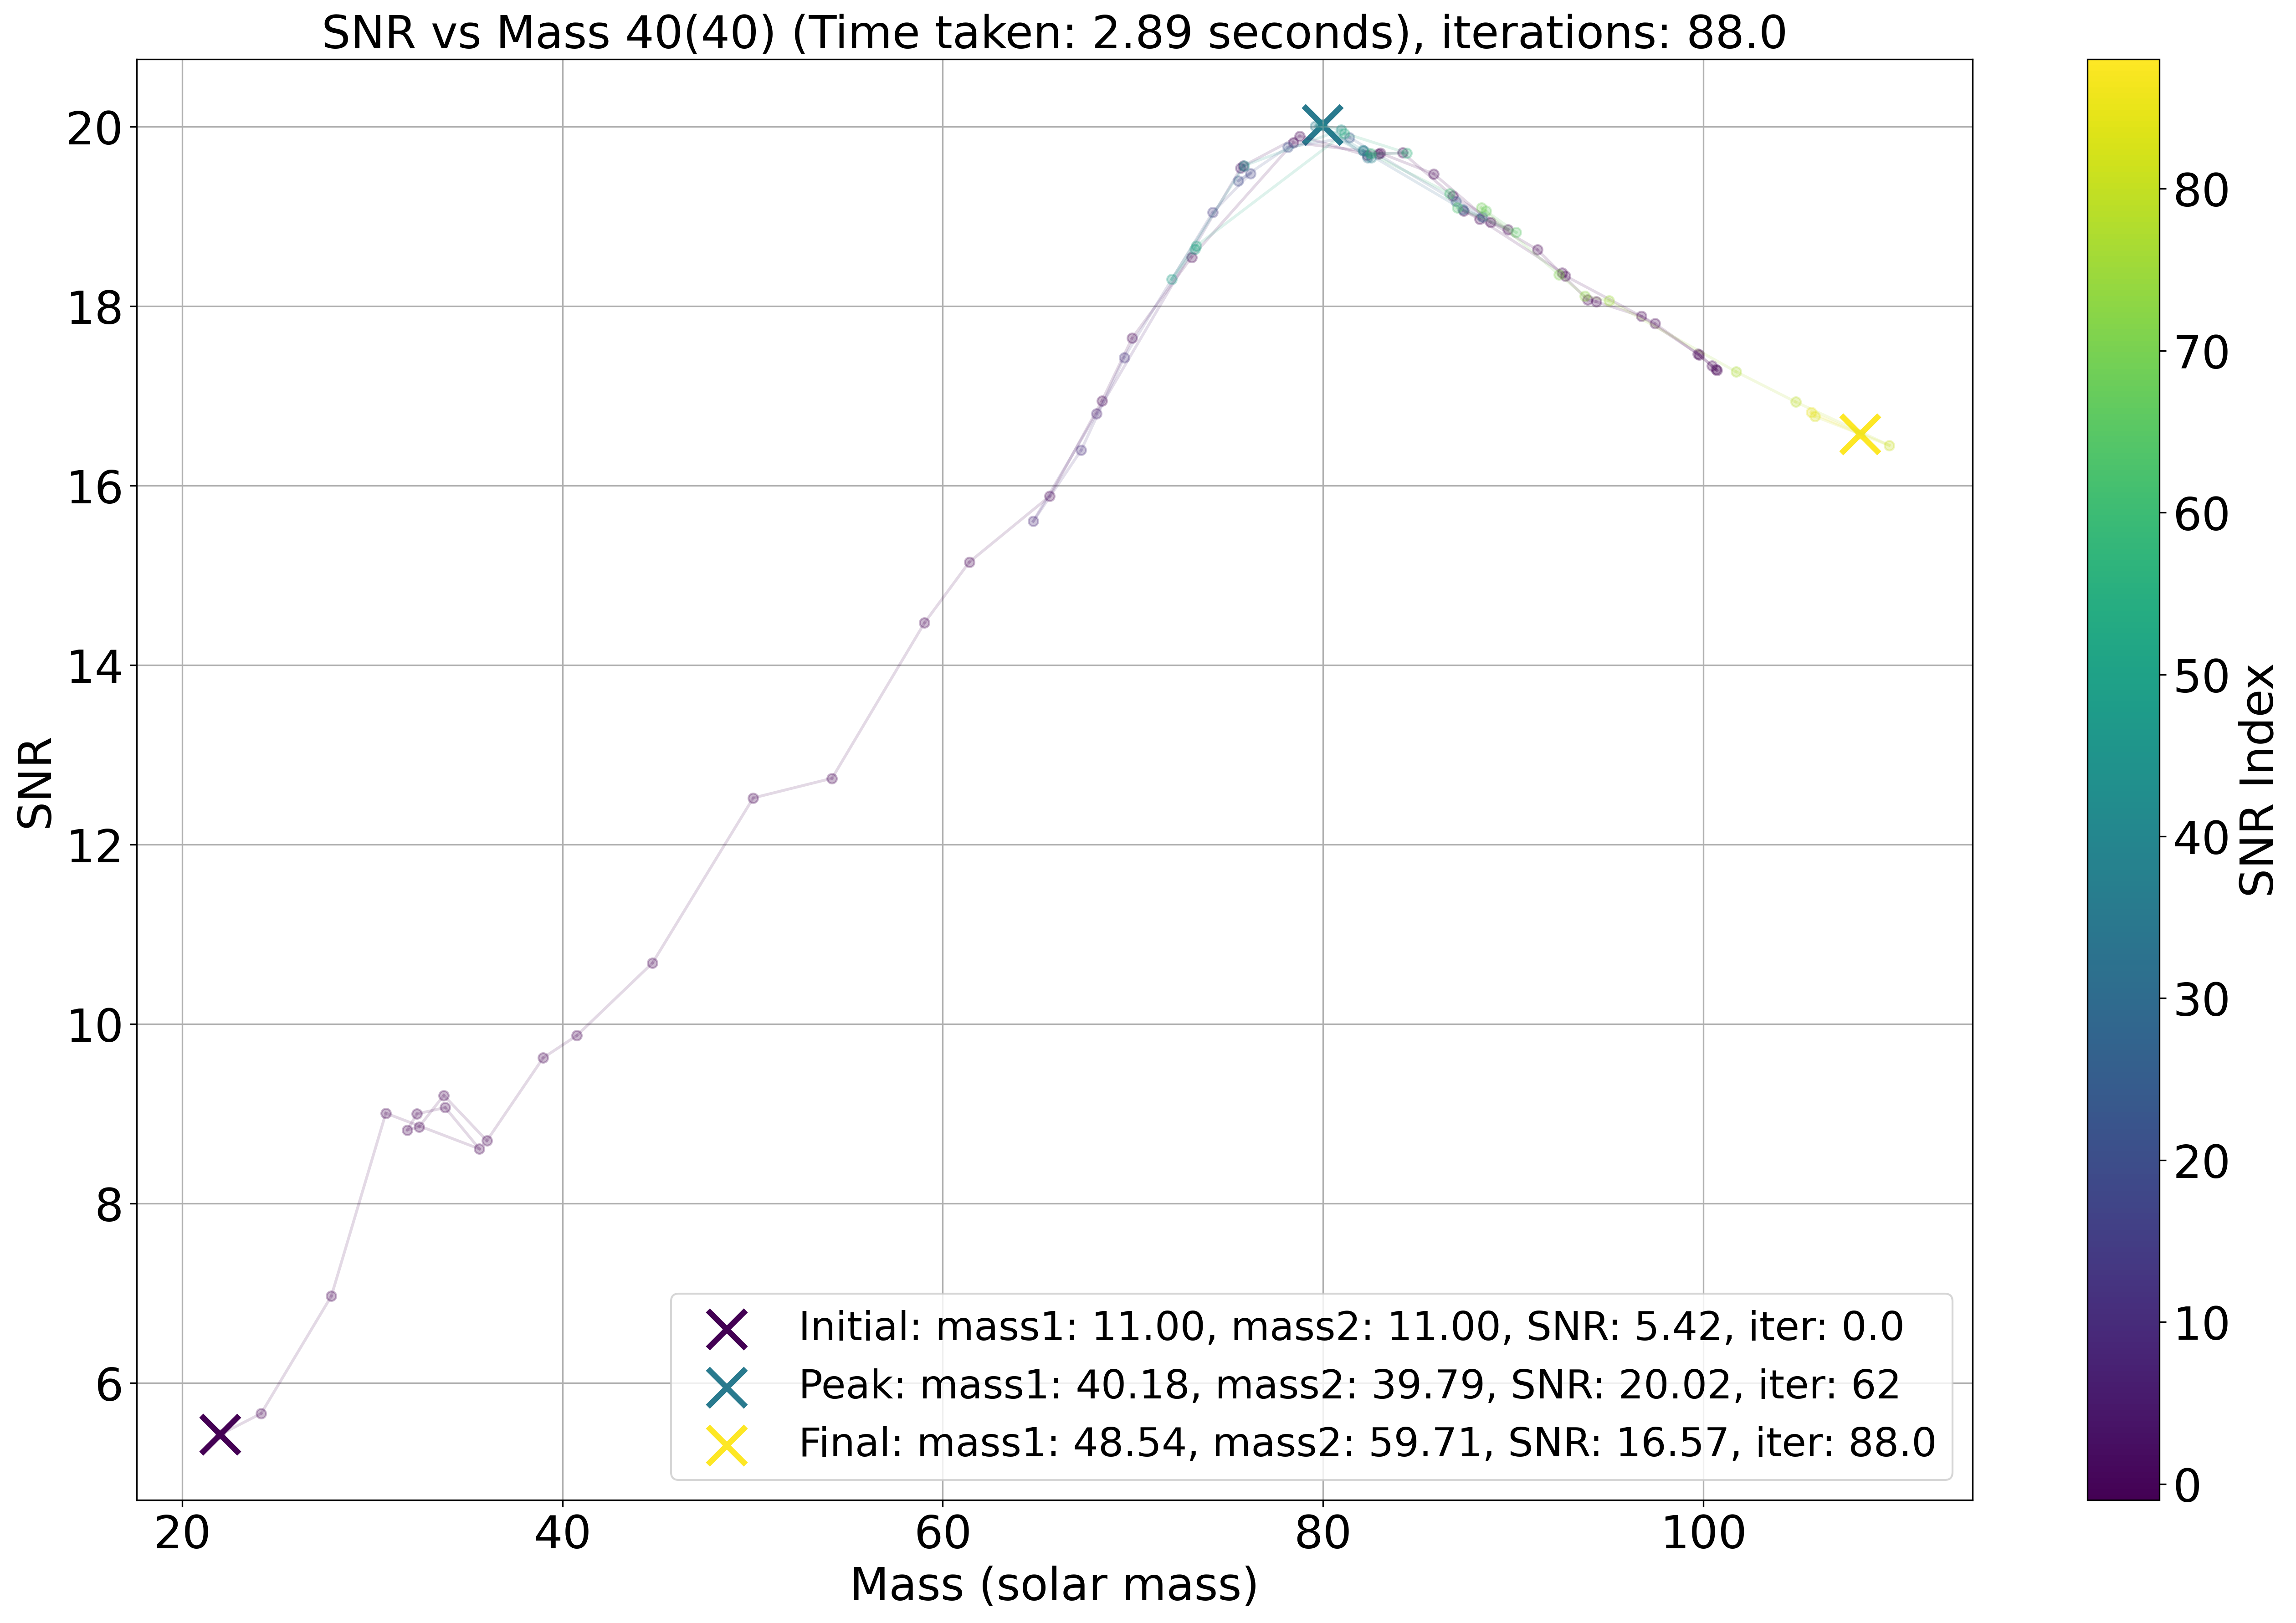 SNR vs Mass 40(40) (Time taken: 2.89 seconds), iterations: 88.0
SNR
20
18
16
14
12
10
8
6
20 40 60 80 100
Mass (solar mass)
Initial: mass1: 11.00, mass2: 11.00, SNR: 5.42, iter: 0.0
Peak: mass1: 40.18, mass2: 39.79, SNR: 20.02, iter: 62
Final: mass1: 48.54, mass2: 59.71, SNR: 16.57, iter: 88.0
80
70
60
50
40
30
20
10
0
SNR Index